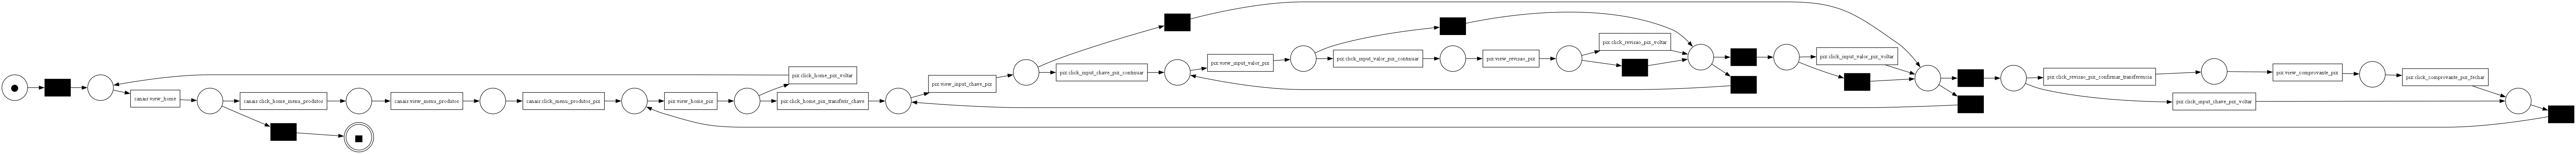 canais:view_home
canais:click_home_menu_produtos
canais:view_menu_produtos
canais:click_menu_produtos_pix
pix:view_home_pix
pix:click_home_pix_voltar
pix:click_home_pix_transferir_chave
pix:view_input_chave_pix
pix:click_input_chave_pix_continuar
pix:view_input_valor_pix
pix:click_input_valor_pix_continuar
pix:view_revisao_pix
pix:click_revisao_pix_voltar
pix:click_input_valor_pix_voltar
pix:click_revisao_pix_confirmar_transferencia
pix:click_input_chave_pix_voltar
pix:view_comprovante_pix
pix:click_comprovante_pix_fechar